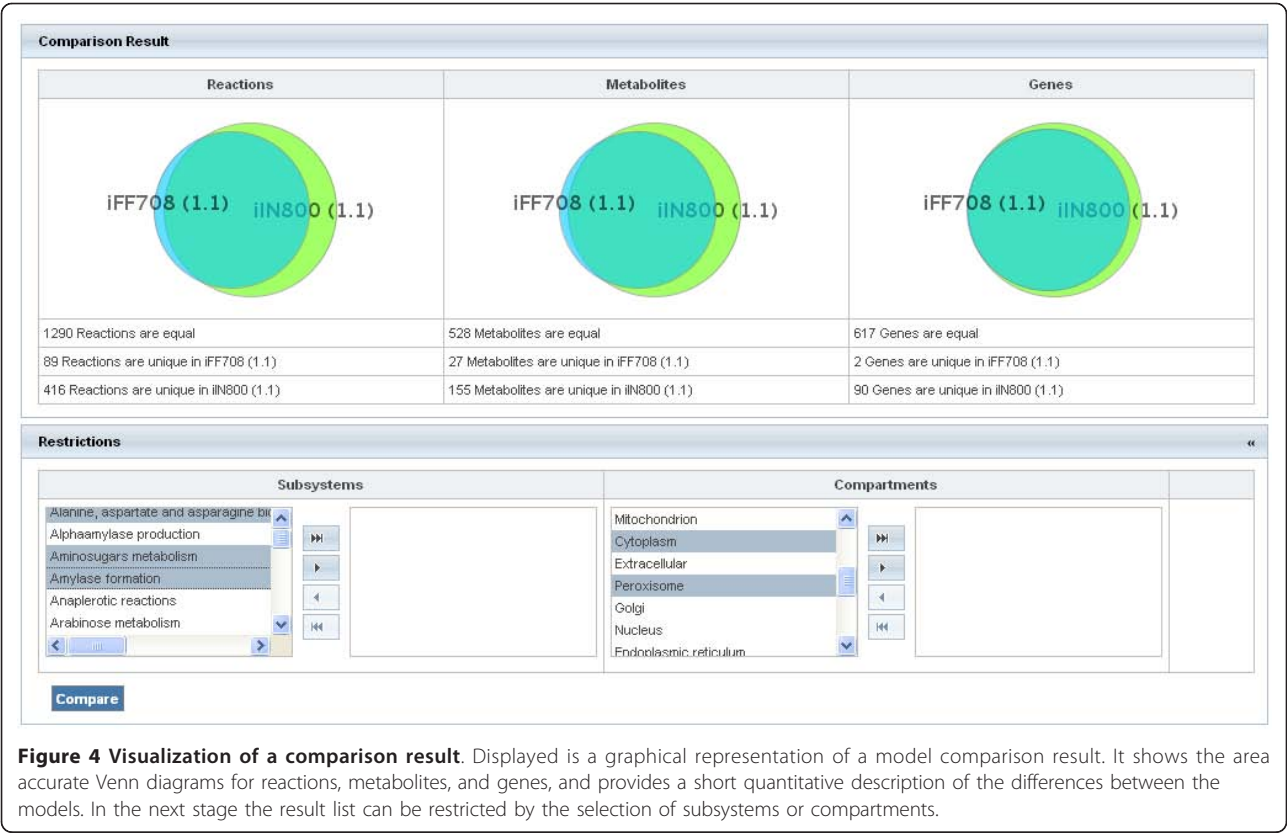 Comparison Result
Reactions
Metabolites
Genes
iFF708 (1.1)
iIN800 (1.1)
iFF708 (1.1)
iIN800 (1.1)
iFF708 (1.1)
iIN800 (1.1)
1290 Reactions are equal
528 Metabolites are equal
617 Genes are equal
89 Reactions are unique in iFF708 (1.1)
27 Metabolites are unique in iFF708 (1.1)
2 Genes are unique in iFF708 (1.1)
416 Reactions are unique in iIN800 (1.1)
155 Metabolites are unique in iIN800 (1.1)
90 Genes are unique in iIN800 (1.1)
Restrictions
«
Subsystems
Compartments
Alanine, aspartate and asparagine bi
Alphaamylase production
Aminosugars metabolism
Amylase formation
Anaplerotic reactions
Arabinose metabolism
Mitochondrion
Cytoplasm
Extracellular
Peroxisome
Golgi
Nucleus
Endoplasmic reticulum
Compare
Figure 4 Visualization of a comparison result. Displayed is a graphical representation of a model comparison result. It shows the area
accurate Venn diagrams for reactions, metabolites, and genes, and provides a short quantitative description of the differences between the
models. In the next stage the result list can be restricted by the selection of subsystems or compartments.